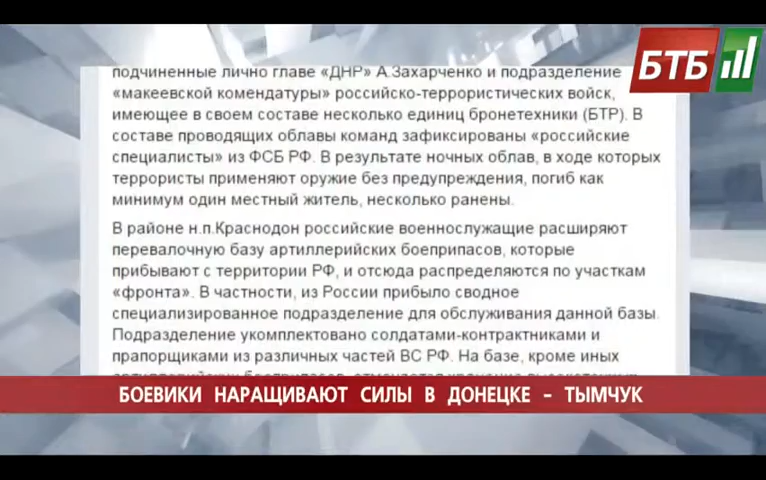 БТБ
подчиненные лично главе «ДНР» А.Захарченко и подразделение
«макеевской комендатуры» российско-террористических войск,
имеющее в своем составе несколько единиц бронетехники (БТР). В
составе проводящих облавы команд зафиксированы «российские
специалисты» из ФСБ РФ. В результате ночных облав, в ходе которых
террористы применяют оружие без предупреждения, погиб как
минимум один местный житель, несколько ранены.
В районе н.п.Краснодон российские военнослужащие расширяют
перевалочную базу артиллерийских боеприпасов, которые
прибывают с территории РФ, и отсюда распределяются по участкам
«фронта». В частности, из России прибыло сводное
специализированное подразделение для обслуживания данной базы.
Подразделение укомплектовано солдатами-контрактниками и
прапорщиками из различных частей ВС РФ. На базе, кроме иных
БОЕВИКИ НАРАЩИВАЮТ СИЛЫ В ДОНЕЦКЕ - ТЫМЧУК